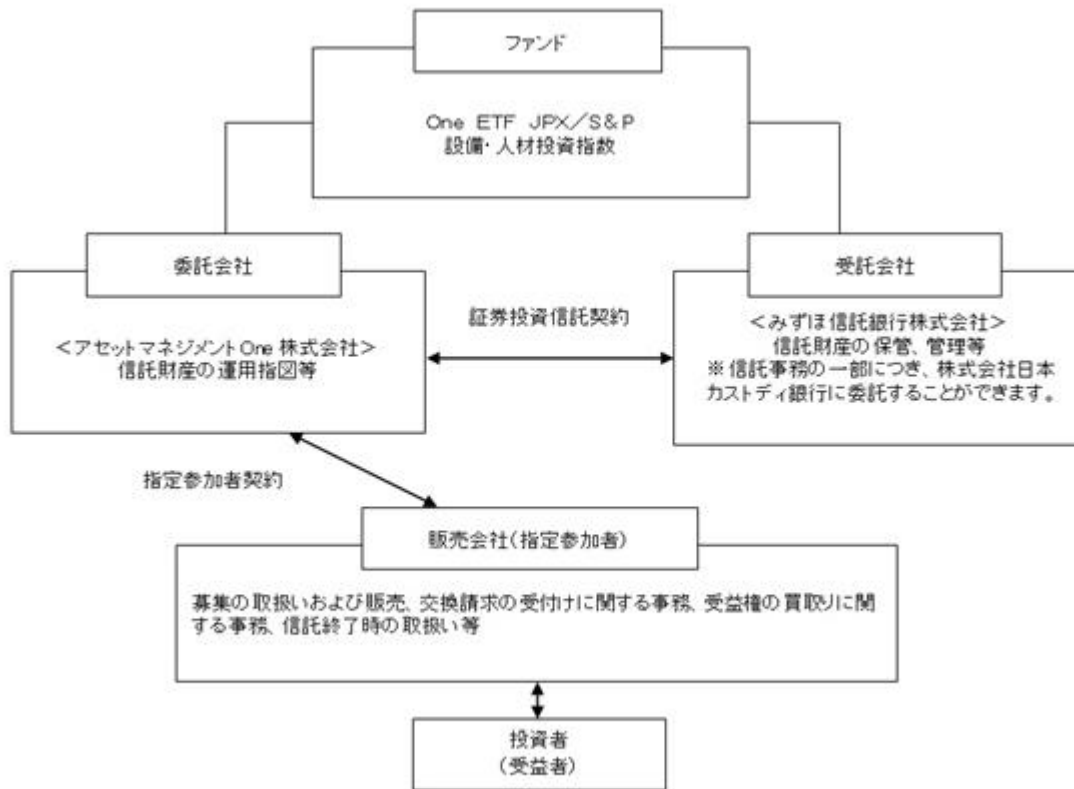 ファンド
One ETF JPX/S&P
設備・人材投資指数
委託会社
受託会社
証券投資信託契約
<アセットマネジメントOne 株式会社>
信託財産の運用指図等
<みずほ信託銀行株式会社>
信託財産の保管、管理等
※信託事務の一部につき、株式会社日本
カストディ銀行に委託することができます。
指定参加者契約
販売会社(指定参加者)
募集の取扱いおよび販売、交換請求の受付けに関する事務、受益権の買取りに関
する事務、信託終了時の取扱い等
投資者
(受益者)